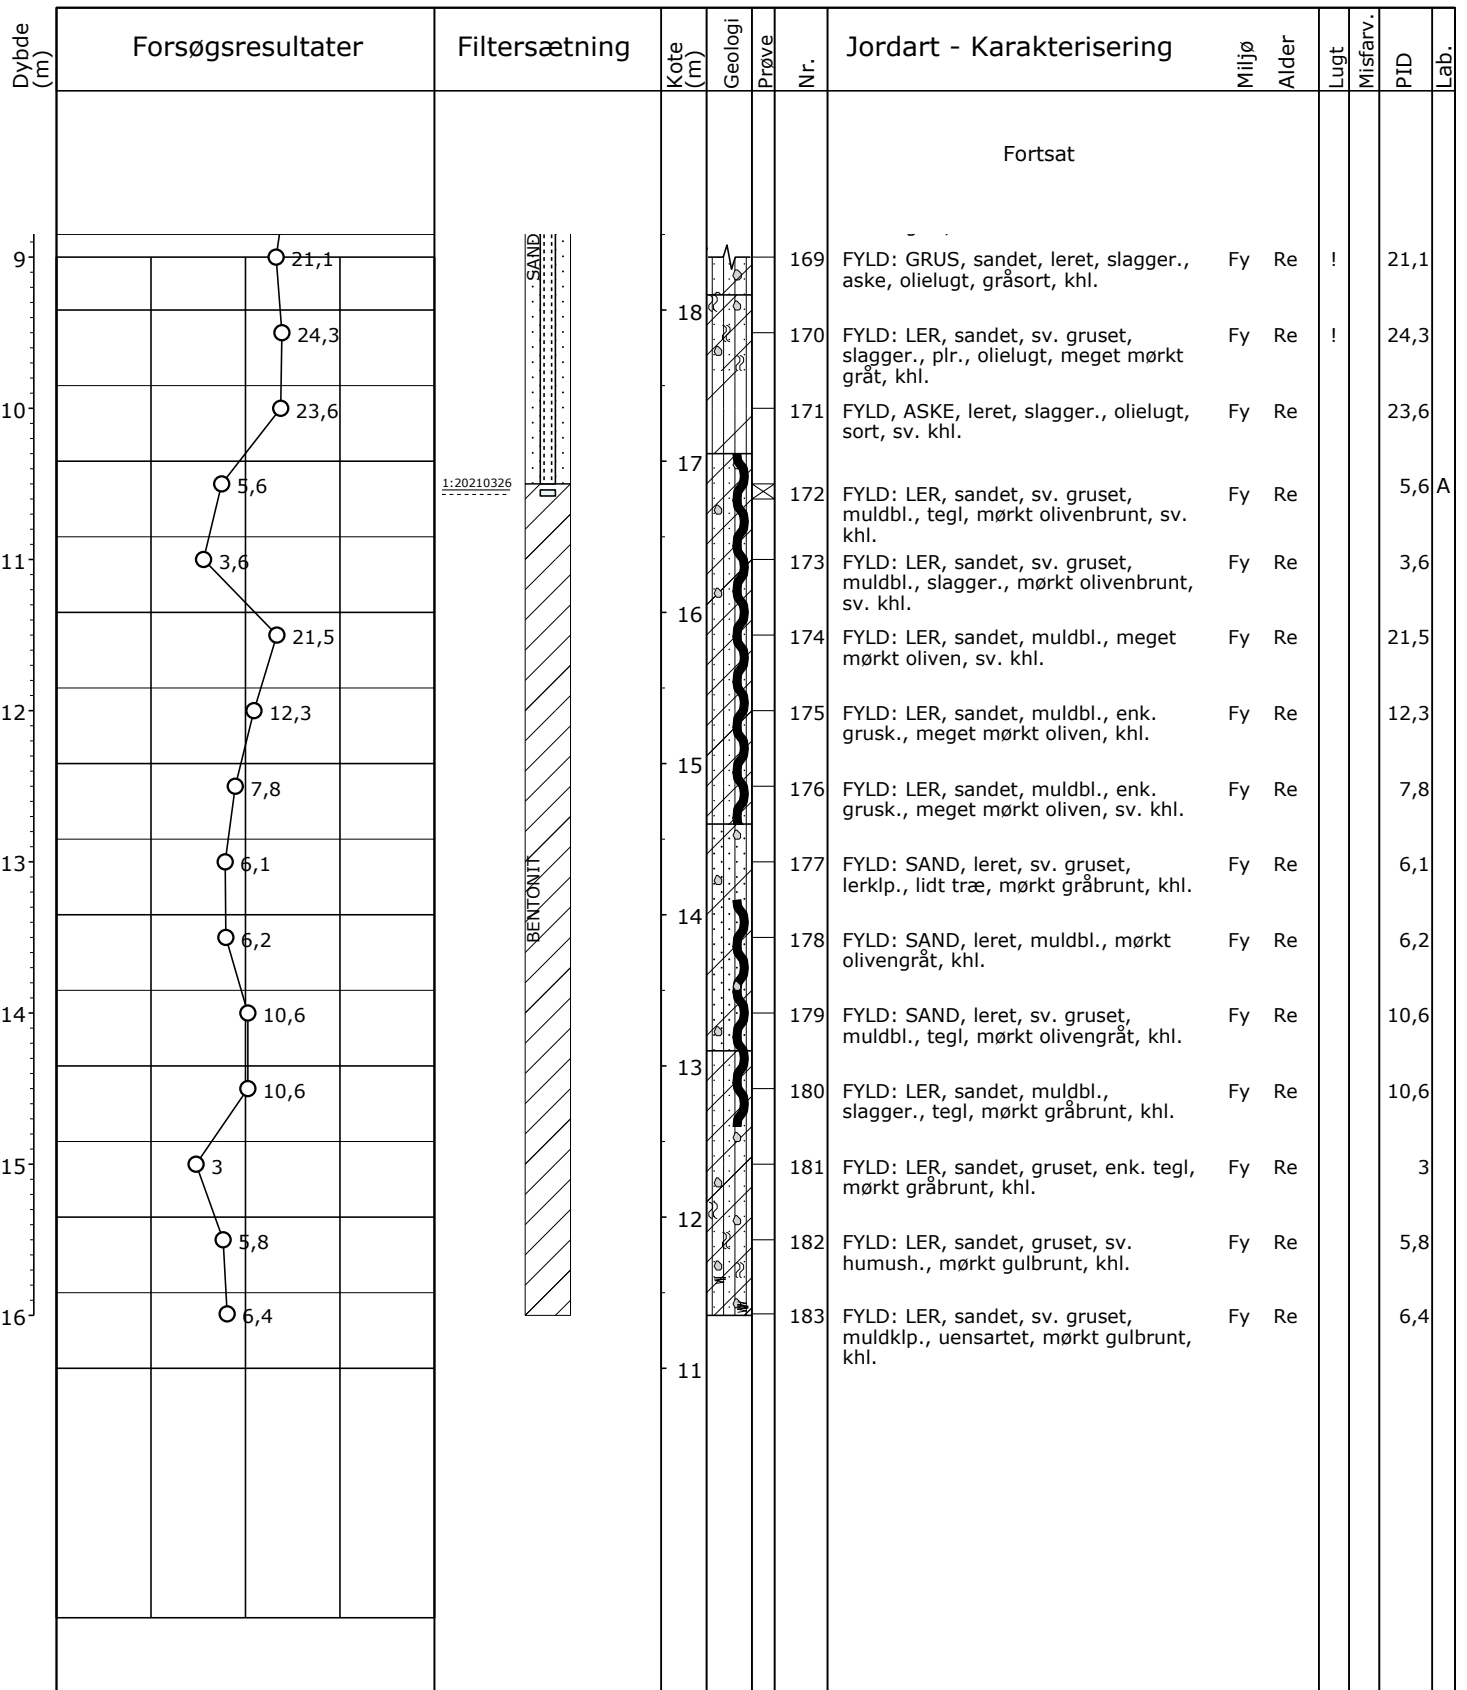 Dybde (m)
Forsøgsresultater
Filtersætning
Kote (m)
Geologi
Prøve
Nr.
Jordart - Karakterisering
Miljø
Alder
Lugt
Misfarv.
PID
Lab.
Fortsat
9
21,1
SAND
169
FYLD: GRUS, sandet, leret, slagger.,
aske, olielugt, gråsort, khl.
Fy Re ! 21,1
18
24,3
170
FYLD: LER, sandet, sv. gruset,
slagger., plr., olielugt, meget mørkt
gråt, khl.
Fy Re ! 24,3
10
23,6
171
FYLD, ASKE, leret, slagger., olielugt,
sort, sv. khl.
Fy Re 23,6
17
5,6
1:20210326
172
FYLD: LER, sandet, sv. gruset,
muldbl., tegl, mørkt olivenbrunt, sv.
khl.
Fy Re 5,6 A
11
3,6
173
FYLD: LER, sandet, sv. gruset,
muldbl., slagger., mørkt olivenbrunt,
sv. khl.
Fy Re 3,6
16
21,5
174
FYLD: LER, sandet, muldbl., meget
mørkt oliven, sv. khl.
Fy Re 21,5
12
12,3
175
FYLD: LER, sandet, muldbl., enk.
grusk., meget mørkt oliven, khl.
Fy Re 12,3
15
7,8
176
FYLD: LER, sandet, muldbl., enk.
grusk., meget mørkt oliven, sv. khl.
Fy Re 7,8
13
6,1
BENTONIT
177
FYLD: SAND, leret, sv. gruset,
lerklp., lidt træ, mørkt gråbrunt, khl.
Fy Re 6,1
14
6,2
178
FYLD: SAND, leret, muldbl., mørkt
olivengråt, khl.
Fy Re 6,2
14
10,6
179
FYLD: SAND, leret, sv. gruset,
muldbl., tegl, mørkt olivengråt, khl.
Fy Re 10,6
13
10,6
180
FYLD: LER, sandet, muldbl.,
slagger., tegl, mørkt gråbrunt, khl.
Fy Re 10,6
15
3
181
FYLD: LER, sandet, gruset, enk. tegl,
mørkt gråbrunt, khl.
Fy Re 3
12
5,8
182
FYLD: LER, sandet, gruset, sv.
humush., mørkt gulbrunt, khl.
Fy Re 5,8
16
6,4
183
FYLD: LER, sandet, sv. gruset,
muldklp., uensartet, mørkt gulbrunt,
khl.
Fy Re 6,4
11